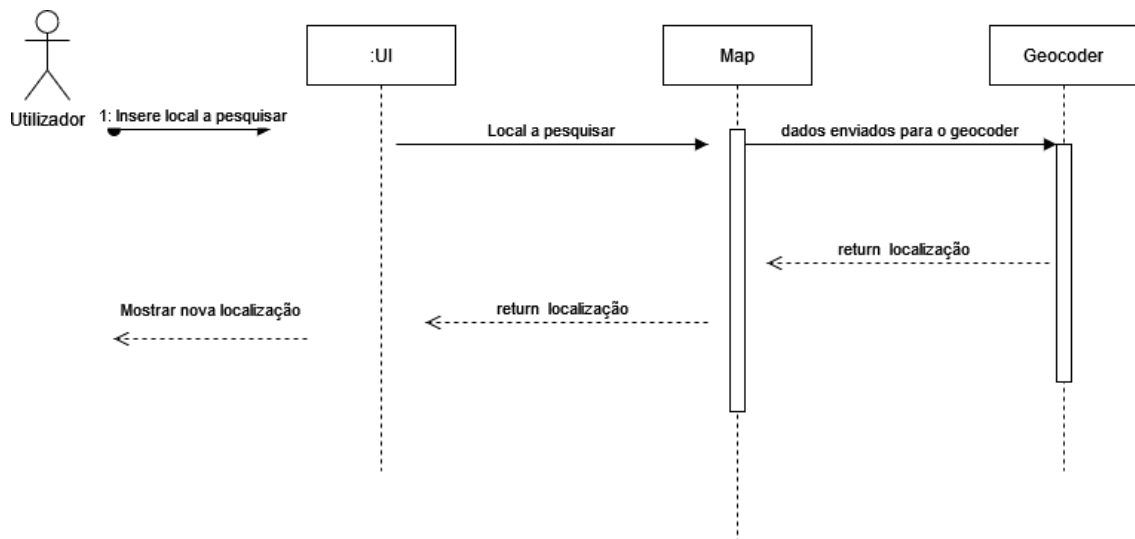 :UI
Map
Geocoder
Utilizador
1: Insere local a pesquisar
Local a pesquisar
dados enviados para o geocoder
return localização
return localização
Mostrar nova localização